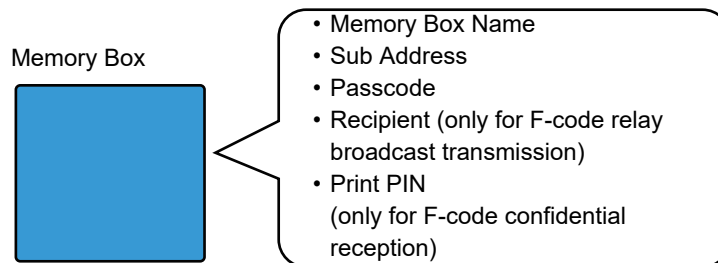 Memory Box
• Memory Box Name
• Sub Address
• Passcode
• Recipient (only for F-code relay
broadcast transmission)
• Print PIN
(only for F-code confidential
reception)